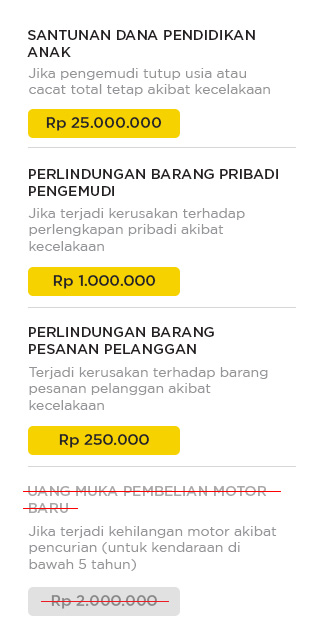 SANTUNAN DANA PENDIDIKAN
ANAK
Jika pengemudi tutup usia atau
cacat total tetap akibat kecelakaan
Rp 25.000.000
PERLINDUNGAN BARANG PRIBADI
PENGEMUDI
Jika terjadi kerusakan terhadap
perlengkapan pribadi akibat
kecelakaan
Rp 1.000.000
PERLINDUNGAN BARANG
PESANAN PELANGGAN
Terjadi kerusakan terhadap barang
pesanan pelanggan akibat
kecelakaan
Rp 250.000
UANG MUKA PEMBELIAN MOTOR
BARU
Jika terjadi kehilangan motor akibat
pencurian (untuk kendaraan di
bawah 5 tahun)
Rp 2.000.000